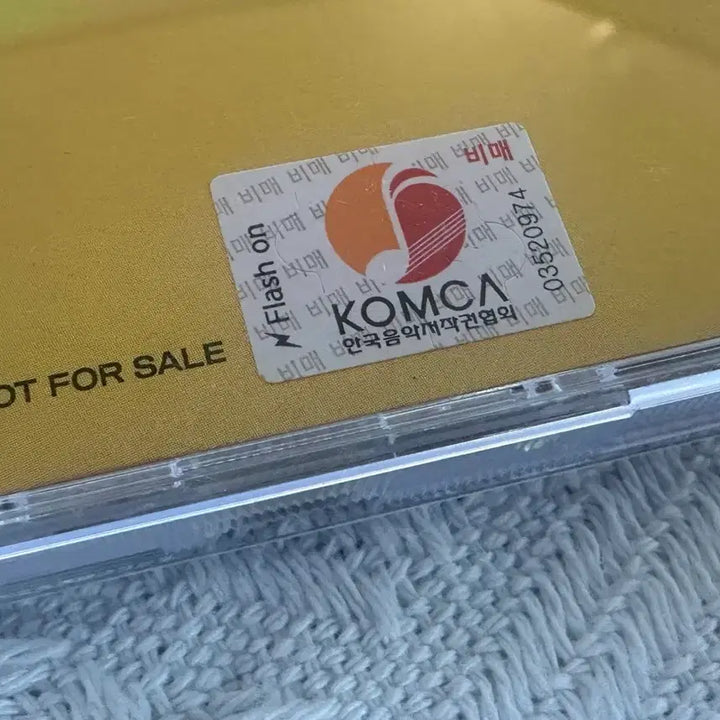 비매
Flash on
03520974
KOMCA
한국음악저작권협회
OT FOR SALE